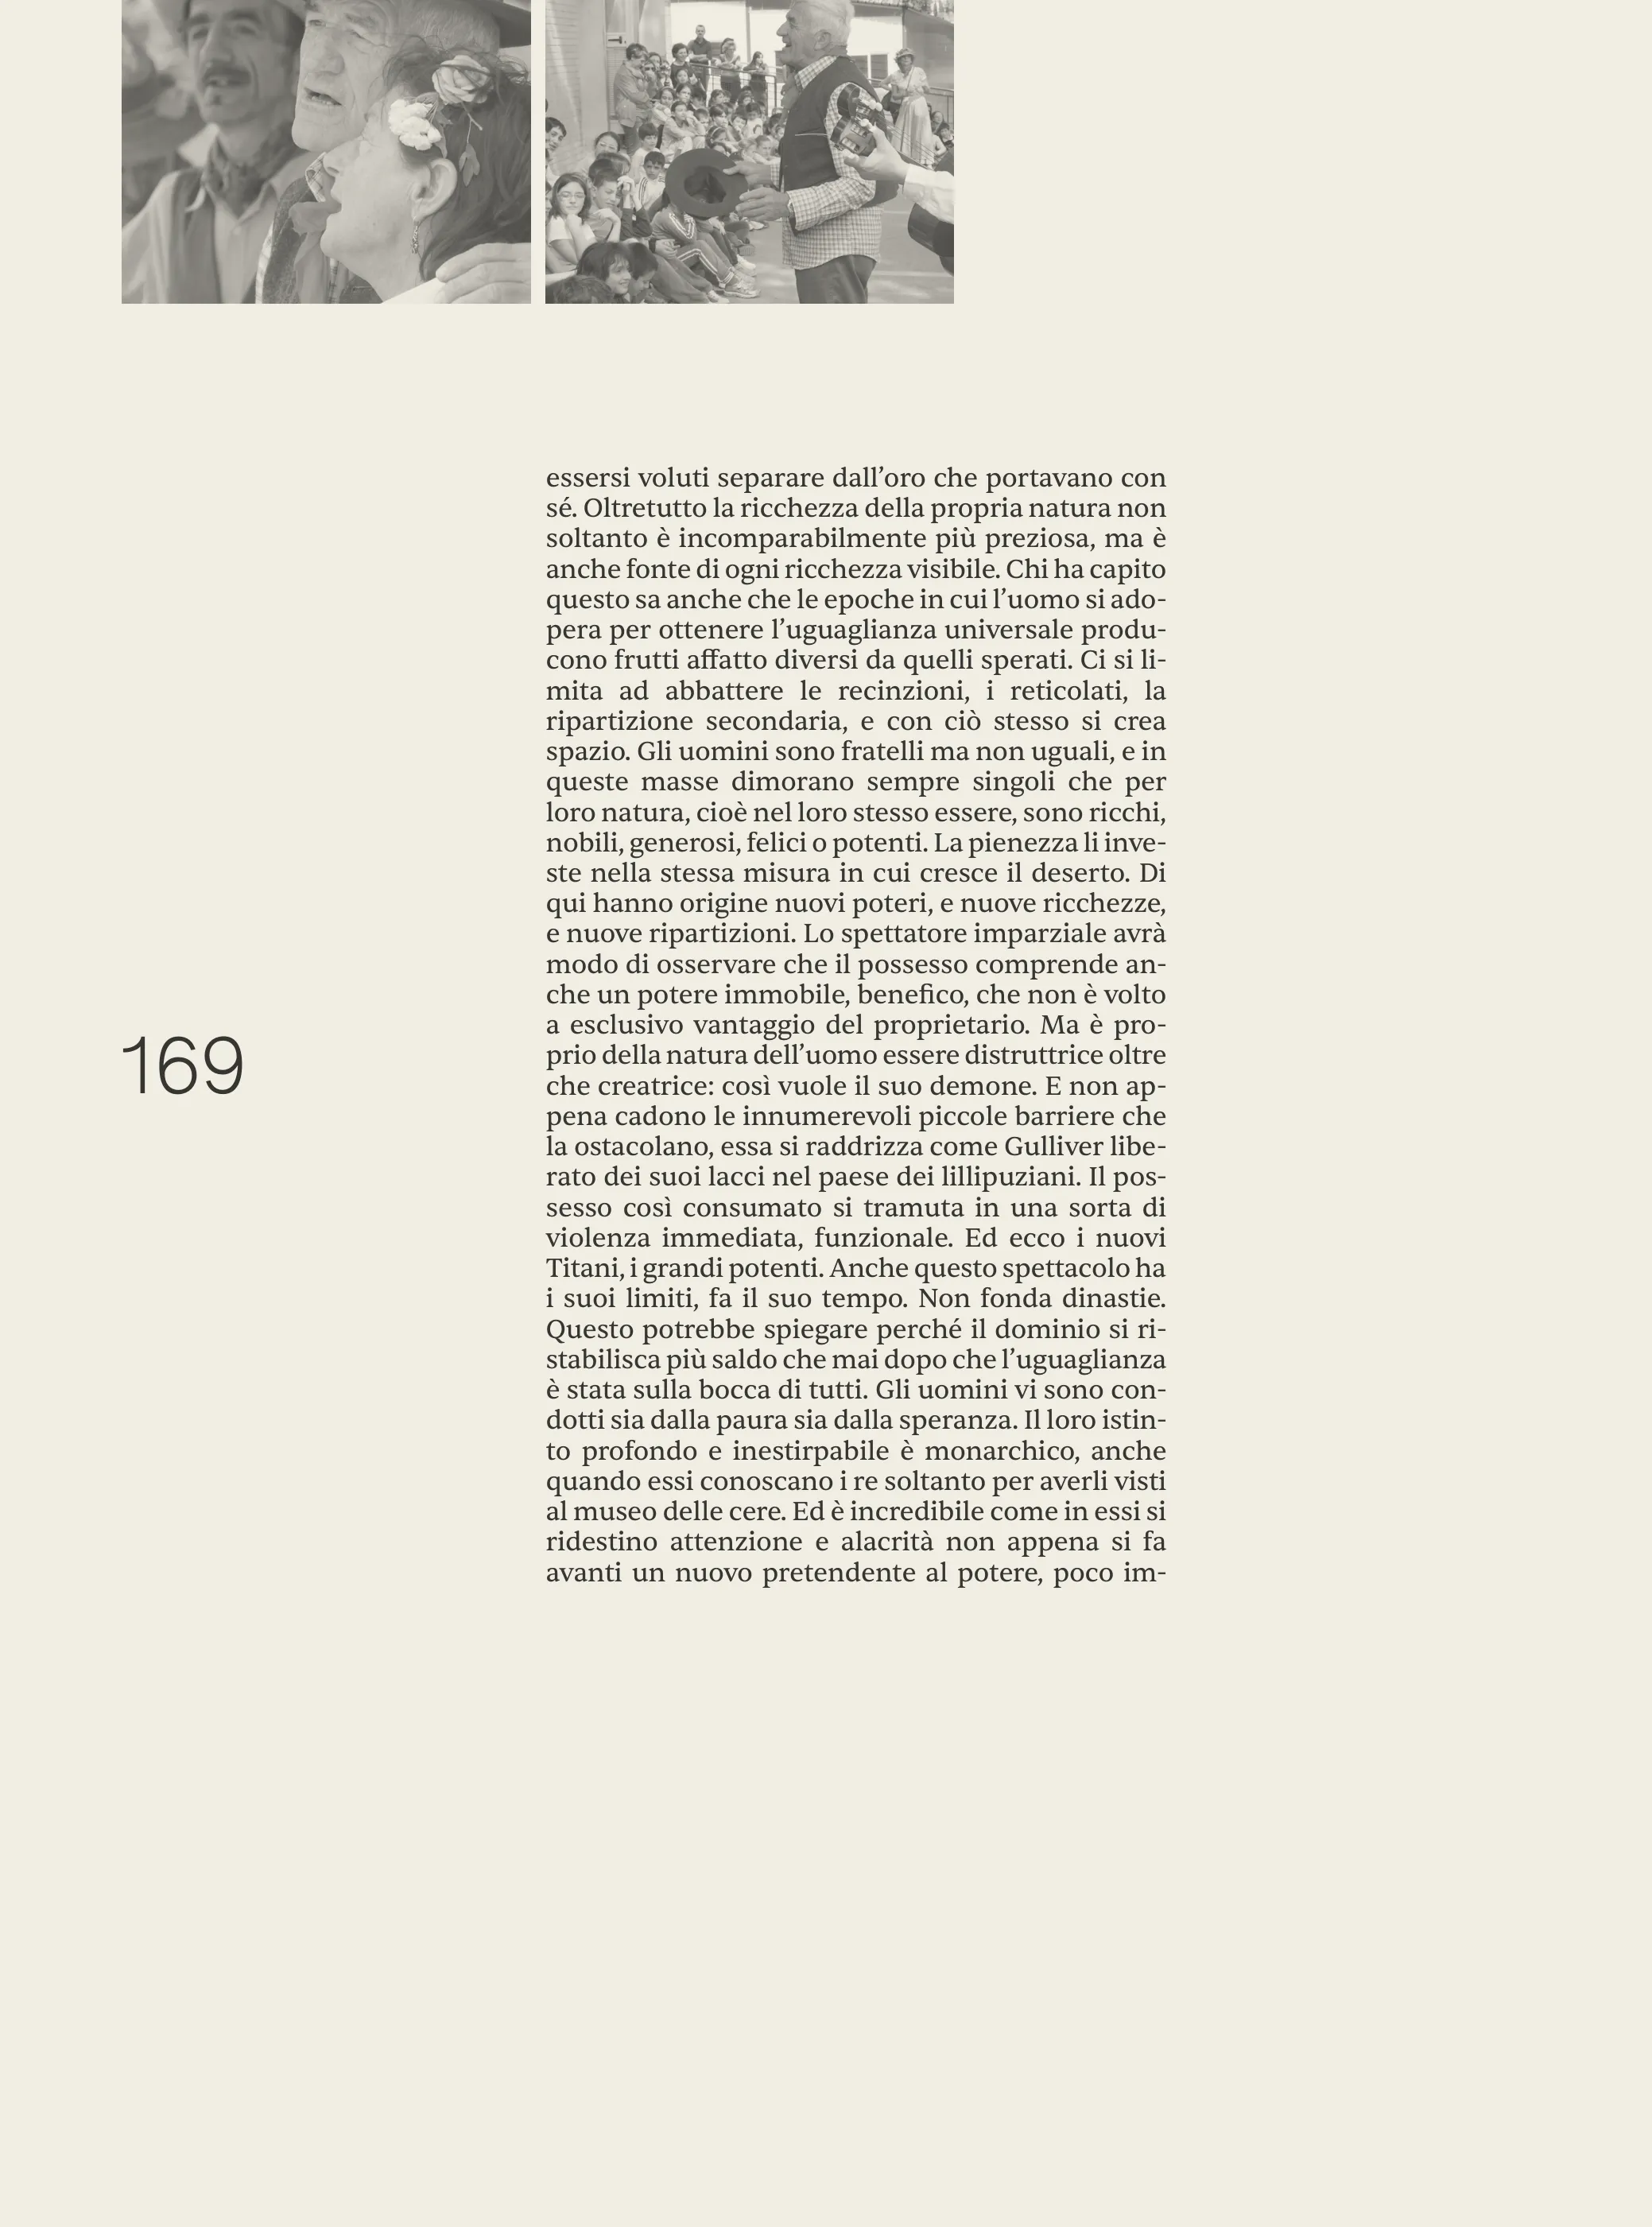 essersi voluti separare dall’oro che portavano con
sé. Oltretutto la ricchezza della propria natura non
soltanto è incomparabilmente più preziosa, ma è
anche fonte di ogni ricchezza visibile. Chi ha capito
questo sa anche che le epoche in cui l’uomo si ado-
pera per ottenere l’uguaglianza universale produ-
cono frutti affatto diversi da quelli sperati. Ci si li-
mita ad abbattere le recinzioni, i reticolati, la
ripartizione secondaria, e con ciò stesso si crea
spazio. Gli uomini sono fratelli ma non uguali, e in
queste masse dimorano sempre singoli che per
loro natura, cioè nel loro stesso essere, sono ricchi,
nobili, generosi, felici o potenti. La pienezza li inve-
ste nella stessa misura in cui cresce il deserto. Di
qui hanno origine nuovi poteri, e nuove ricchezze,
e nuove ripartizioni. Lo spettatore imparziale avrà
modo di osservare che il possesso comprende an-
che un potere immobile, benefico, che non è volto
a esclusivo vantaggio del proprietario. Ma è pro-
prio della natura dell’uomo essere distruttrice oltre
che creatrice: così vuole il suo demone. E non ap-
pena cadono le innumerevoli piccole barriere che
la ostacolano, essa si raddrizza come Gulliver libe-
rato dei suoi lacci nel paese dei lillipuziani. Il pos-
sesso così consumato si tramuta in una sorta di
violenza immediata, funzionale. Ed ecco i nuovi
Titani, i grandi potenti. Anche questo spettacolo ha
i suoi limiti, fa il suo tempo. Non fonda dinastie.
Questo potrebbe spiegare perché il dominio si ri-
stabilisca più saldo che mai dopo che l’uguaglianza
è stata sulla bocca di tutti. Gli uomini vi sono con-
dotti sia dalla paura sia dalla speranza. Il loro istin-
to profondo e inestirpabile è monarchico, anche
quando essi conoscano i re soltanto per averli visti
al museo delle cere. Ed è incredibile come in essi si
ridestino attenzione e alacrità non appena si fa
avanti un nuovo pretendente al potere, poco im-
169